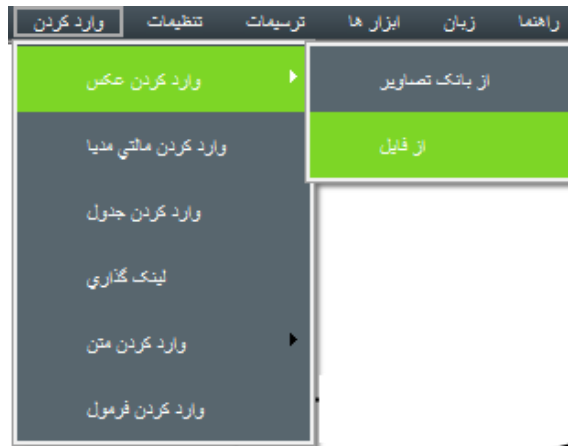 راهنما زبان ابزار ها ترسیمات تنظیمات وارد کردن
وارد کردن عکس
وارد کردن مالتي مديا
وارد کردن جدول
لینک گذاري
وارد کردن متن
وارد کردن فرمول
از بانک تصاویر
از فایل